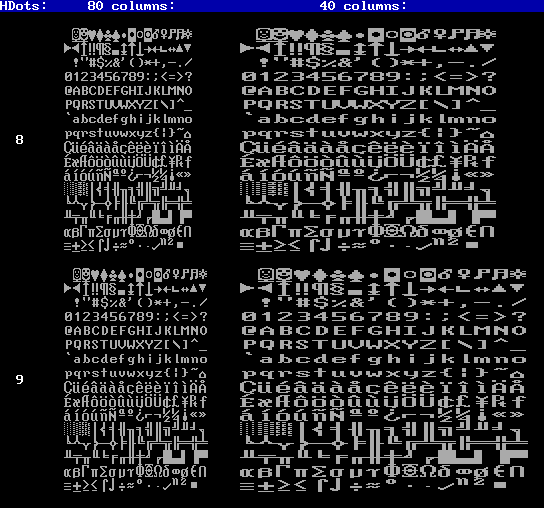 HDots: 80 columns: 40 columns:
☺☻♥♦♣♠•◘○◙♂♀♪♫☼ ☺☻♥♦♣♠•◘○◙♂♀♪♫☼
►◄↕‼¶§▬↨↑↓→←∟↔▲▼ ►◄↕‼¶§▬↨↑↓→←∟↔▲▼
!"#$%&'()*+,-./ !"#$%&'()*+,-./
0123456789:;<=>? 0123456789:;<=>?
@ABCDEFGHIJKLMNO @ABCDEFGHIJKLMNO
PQRSTUVWXYZ[\]^_ PQRSTUVWXYZ[\]^_
`abcdefghijklmno `abcdefghijklmno
pqrstuvwxyz{|}~⌂ pqrstuvwxyz{|}~⌂
8
ÇüéâäàåçêëèïîìÄÅ ÇüéâäàåçêëèïîìÄÅ
ÉæÆôöòûùÿÖÜ¢£¥₧ƒ ÉæÆôöòûùÿÖÜ¢£¥₧ƒ
áíóúñÑªº¿⌐¬½¼¡«» áíóúñÑªº¿⌐¬½¼¡«»
░▒▓│┤╡╢╖╕╣║╗╝╜╛┐ ░▒▓│┤╡╢╖╕╣║╗╝╜╛┐
└┴┬├─┼╞╟╚╔╩╦╠═╬╧ └┴┬├─┼╞╟╚╔╩╦╠═╬╧
╨╤╥╙╘╒╓╫╪┘┌█▄▌▐▀ ╨╤╥╙╘╒╓╫╪┘┌█▄▌▐▀
αßΓπΣσµτΦΘΩδ∞φε∩ αßΓπΣσµτΦΘΩδ∞φε∩
≡±≥≤⌠⌡÷≈°∙·√ⁿ²■ ≡±≥≤⌠⌡÷≈°∙·√ⁿ²■
☺☻♥♦♣♠•◘○◙♂♀♪♫☼ ☺☻♥♦♣♠•◘○◙♂♀♪♫☼
►◄↕‼¶§▬↨↑↓→←∟↔▲▼ ►◄↕‼¶§▬↨↑↓→←∟↔▲▼
!"#$%&'()*+,-./ !"#$%&'()*+,-./
0123456789:;<=>? 0123456789:;<=>?
@ABCDEFGHIJKLMNO @ABCDEFGHIJKLMNO
PQRSTUVWXYZ[\]^_ PQRSTUVWXYZ[\]^_
`abcdefghijklmno `abcdefghijklmno
pqrstuvwxyz{|}~⌂ pqrstuvwxyz{|}~⌂
9
ÇüéâäàåçêëèïîìÄÅ ÇüéâäàåçêëèïîìÄÅ
ÉæÆôöòûùÿÖÜ¢£¥₧ƒ ÉæÆôöòûùÿÖÜ¢£¥₧ƒ
áíóúñÑªº¿⌐¬½¼¡«» áíóúñÑªº¿⌐¬½¼¡«»
░▒▓│┤╡╢╖╕╣║╗╝╜╛┐ ░▒▓│┤╡╢╖╕╣║╗╝╜╛┐
└┴┬├─┼╞╟╚╔╩╦╠═╬╧ └┴┬├─┼╞╟╚╔╩╦╠═╬╧
╨╤╥╙╘╒╓╫╪┘┌█▄▌▐▀ ╨╤╥╙╘╒╓╫╪┘┌█▄▌▐▀
αßΓπΣσµτΦΘΩδ∞φε∩ αßΓπΣσµτΦΘΩδ∞φε∩
≡±≥≤⌠⌡÷≈°∙·√ⁿ²■ ≡±≥≤⌠⌡÷≈°∙·√ⁿ²■